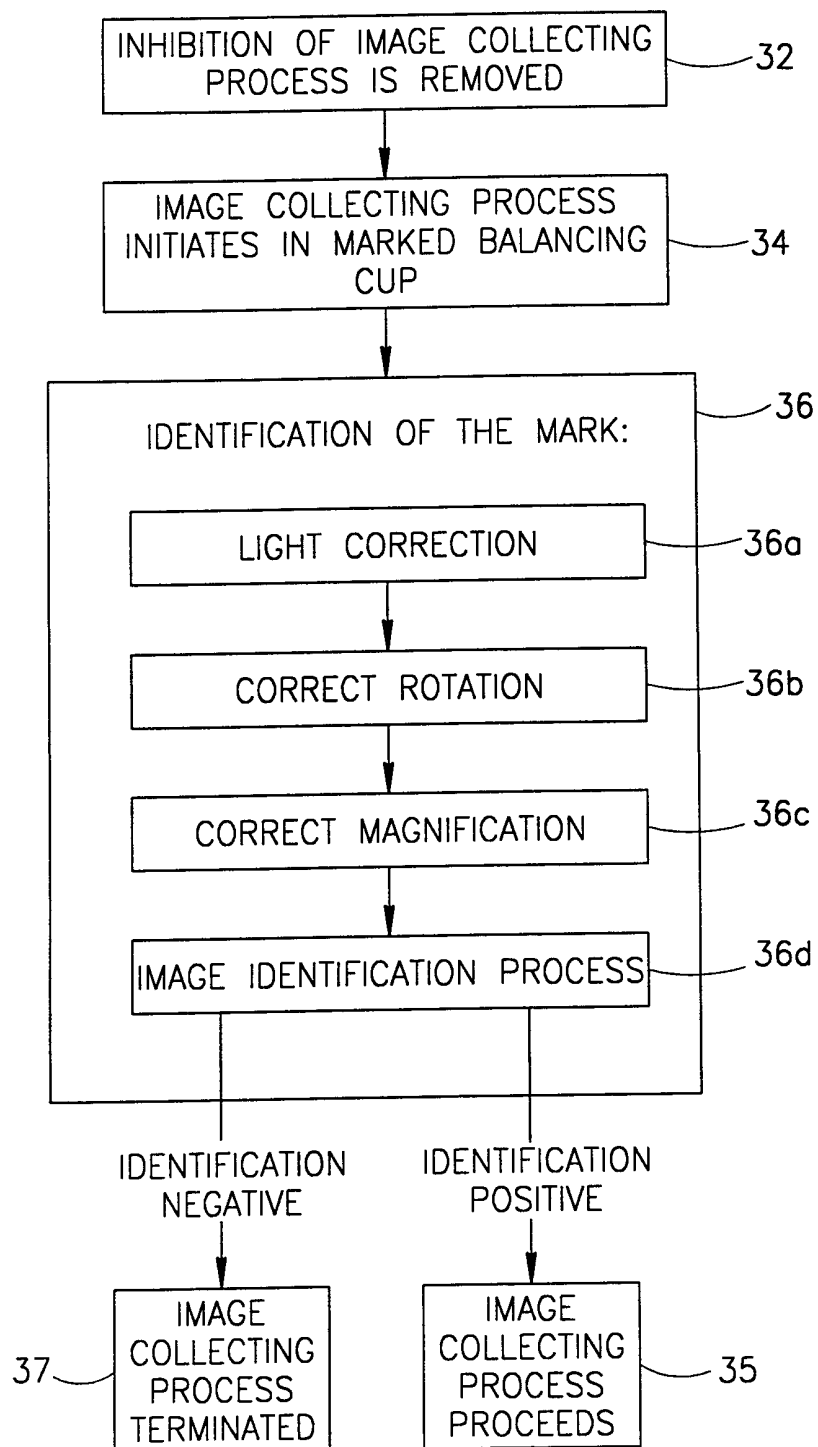 INHIBITION OF IMAGE COLLECTING
PROCESS IS REMOVED
32
IMAGE COLLECTING PROCESS
INITIATES IN MARKED BALANCING
CUP
34
36
IDENTIFICATION OF THE MARK:
LIGHT CORRECTION
36a
CORRECT ROTATION
36b
CORRECT MAGNIFICATION
36c
IMAGE IDENTIFICATION PROCESS
36d
IDENTIFICATION
NEGATIVE
IDENTIFICATION
POSITIVE
IMAGE
COLLECTING
PROCESS
TERMINATED
37
IMAGE
COLLECTING
PROCESS
PROCEEDS
35